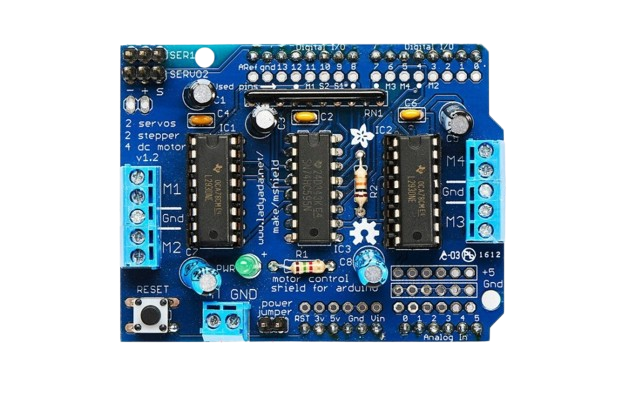 SER1
SERVO2
- + S
Digital I/O
Digital I/O
ARef gnd 13 12 11 10 9 8
7 6 5 4 3 2 1 0
Used pins
M1 S2 S1
M3 M4 M2
C1
C4
C3
C2
RN1
C6
IC1
IC2
2 servos
2 stepper
4 dc motor
v1.2
L293DNE
L293DNE
www.ladyada.net/
make/mshield
R2
M1
Gnd
M2
M4
Gnd
M3
IC3
C7
PWR
+
R1
C8
motor control
shield for arduino
1612
+5
Gnd
RESET
GND
power
jumper
RST 3v 5v Gnd Vin
0 1 2 3 4 5
Analog In